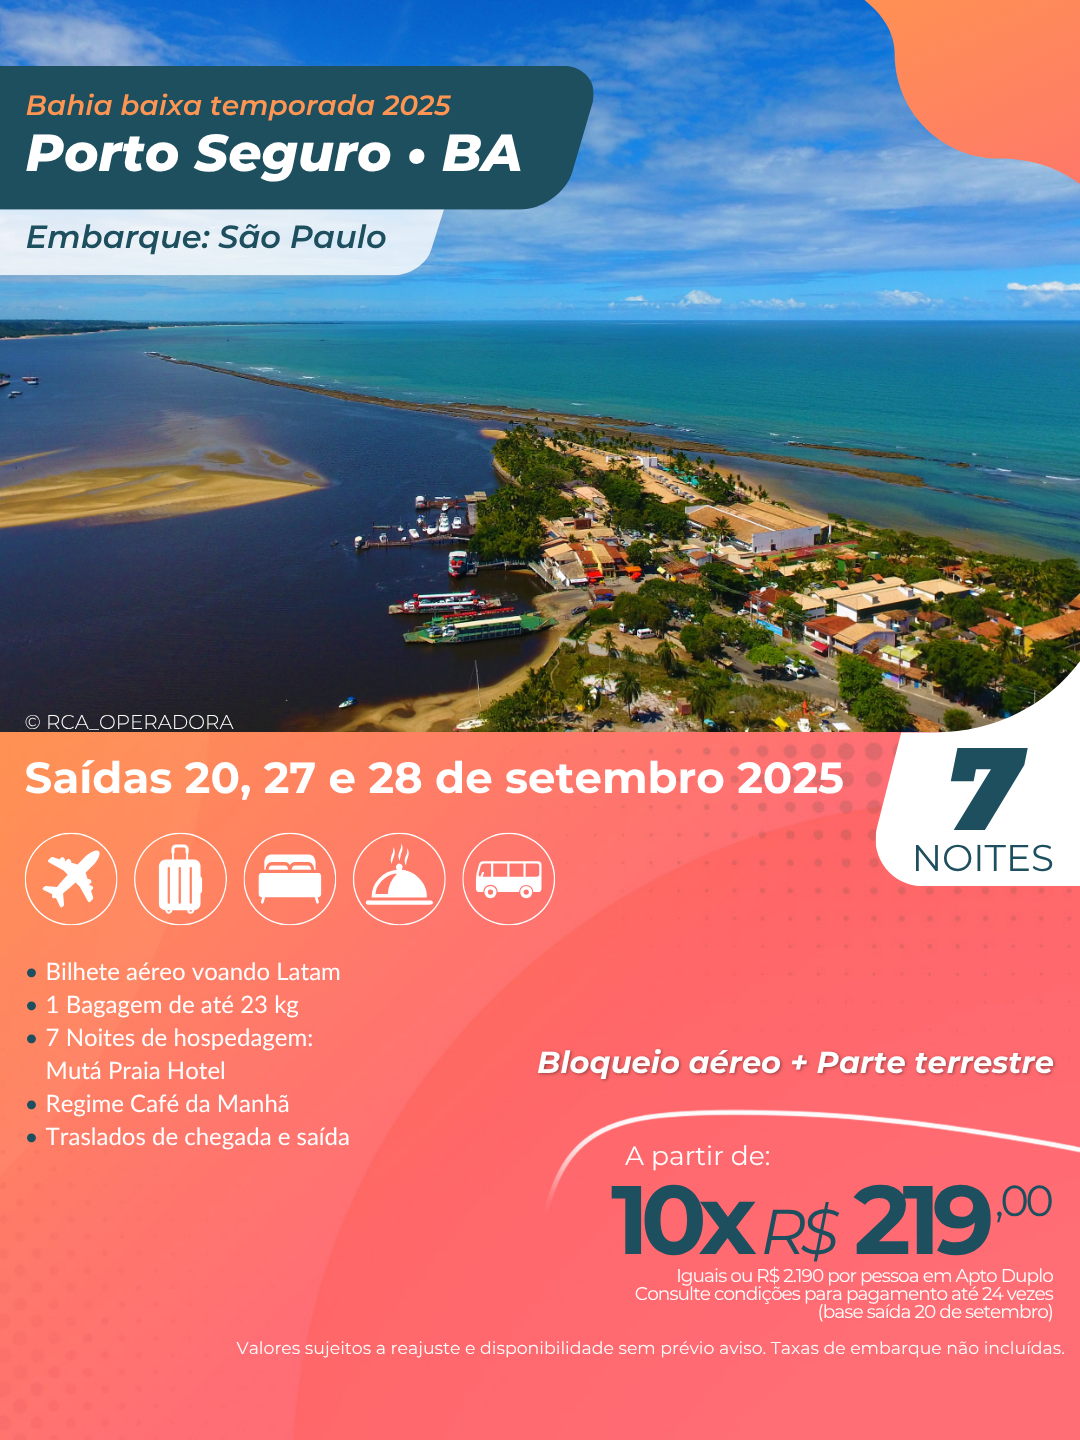 Bahia baixa temporada 2025
Porto Seguro • BA
Embarque: São Paulo
© RCA_OPERADORA
Saídas 20, 27 e 28 de setembro 2025
7
NOITES
• Bilhete aéreo voando Latam
• 1 Bagagem de até 23 kg
• 7 Noites de hospedagem:
Mutá Praia Hotel
• Regime Café da Manhã
• Traslados de chegada e saída
Bloqueio aéreo + Parte terrestre
A partir de:
10x R$ 219,00
Iguais ou R$ 2.190 por pessoa em Apto Duplo
Consulte condições para pagamento até 24 vezes
(base saída 20 de setembro)
Valores sujeitos a reajuste e disponibilidade sem prévio aviso. Taxas de embarque não incluídas.